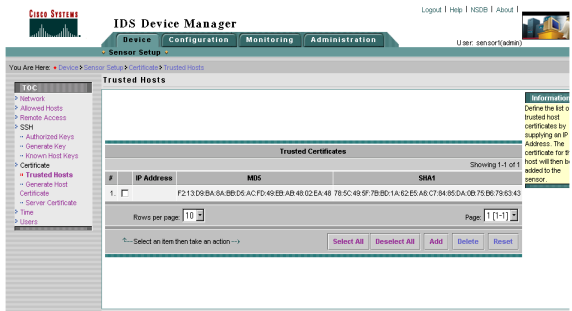 CISCO SYSTEMS
IDS Device Manager
Logout | Help | NSDB | About |
Device Configuration Monitoring Administration
User: sensor1(admin)
Sensor Setup
You Are Here: Device > Sensor Setup > Certificate > Trusted Hosts
TOC
Network
Allowed Hosts
Remote Access
SSH
Authorized Keys
Generate Key
Known Host Keys
Certificate
Trusted Hosts
Generate Host
Certificate
Server Certificate
Time
Users
Trusted Hosts
Trusted Certificates
Showing 1-1 of 1
# IP Address MD5 SHA1
1. F2:13:D9:BA:8A:BB:D5:AC:FD:49:EB:AB:48:02:EA:48 78:5C:49:5F:7B:BD:1A:62:E5:A6:C7:84:85:DA:0B:75:B6:79:63:43
Rows per page: 10 Page: 1 [1-1]
Select an item then take an action --> Select All Deselect All Add Delete Reset
Information
Define the list o
trusted host
certificates by
supplying an IP
Address. The
certificate for th
host will then be
added to the
sensor.